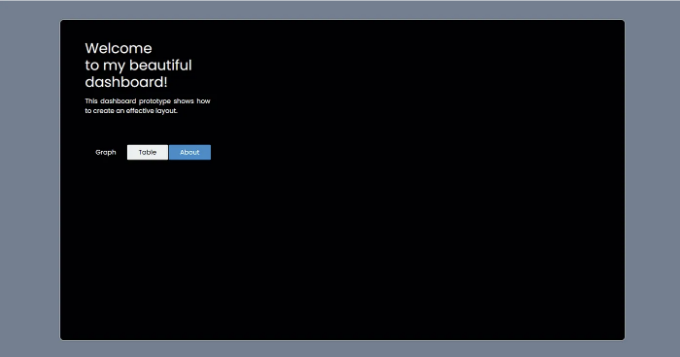 Welcome
to my beautiful
dashboard!
This dashboard prototype shows how
to create an effective layout.
Graph Table About